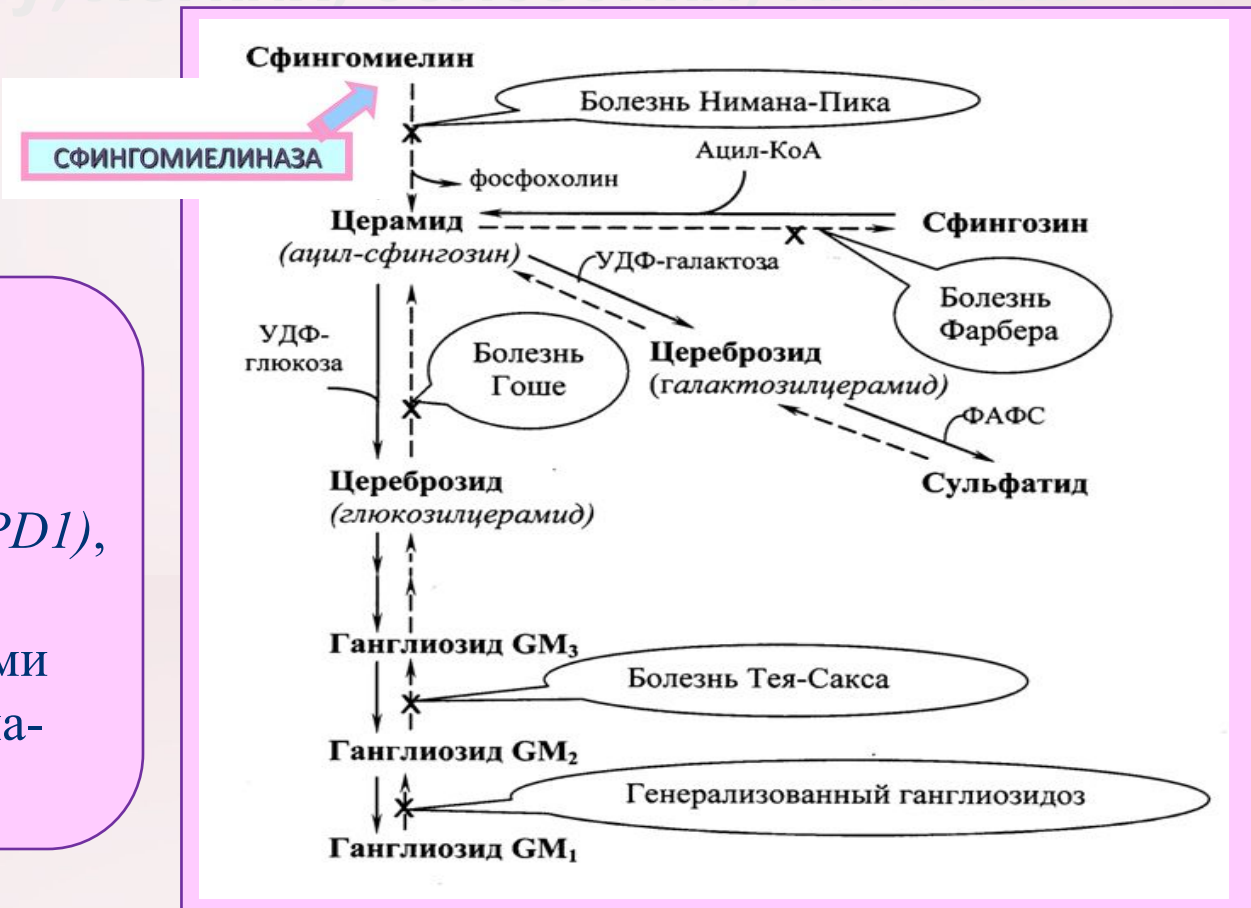 Сфингомиелин
Болезнь Нимана-Пика
СФИНГОМИЕЛИНАЗА
Ацил-КоА
фосфохолин
Церамид
(ацил-сфингозин)
Сфингозин
УДФ-галактоза
Болезнь
Фарбера
УДФ-
глюкоза
Болезнь
Гоше
Цереброзид
(галактозилцерамид)
ФАФС
Сульфатид
Цереброзид
(глюкозилцерамид)
PD1),
ми
на-
Ганглиозид GM₃
Болезнь Тея-Сакса
Ганглиозид GM₂
Генерализованный ганглиозидоз
Ганглиозид GM₁